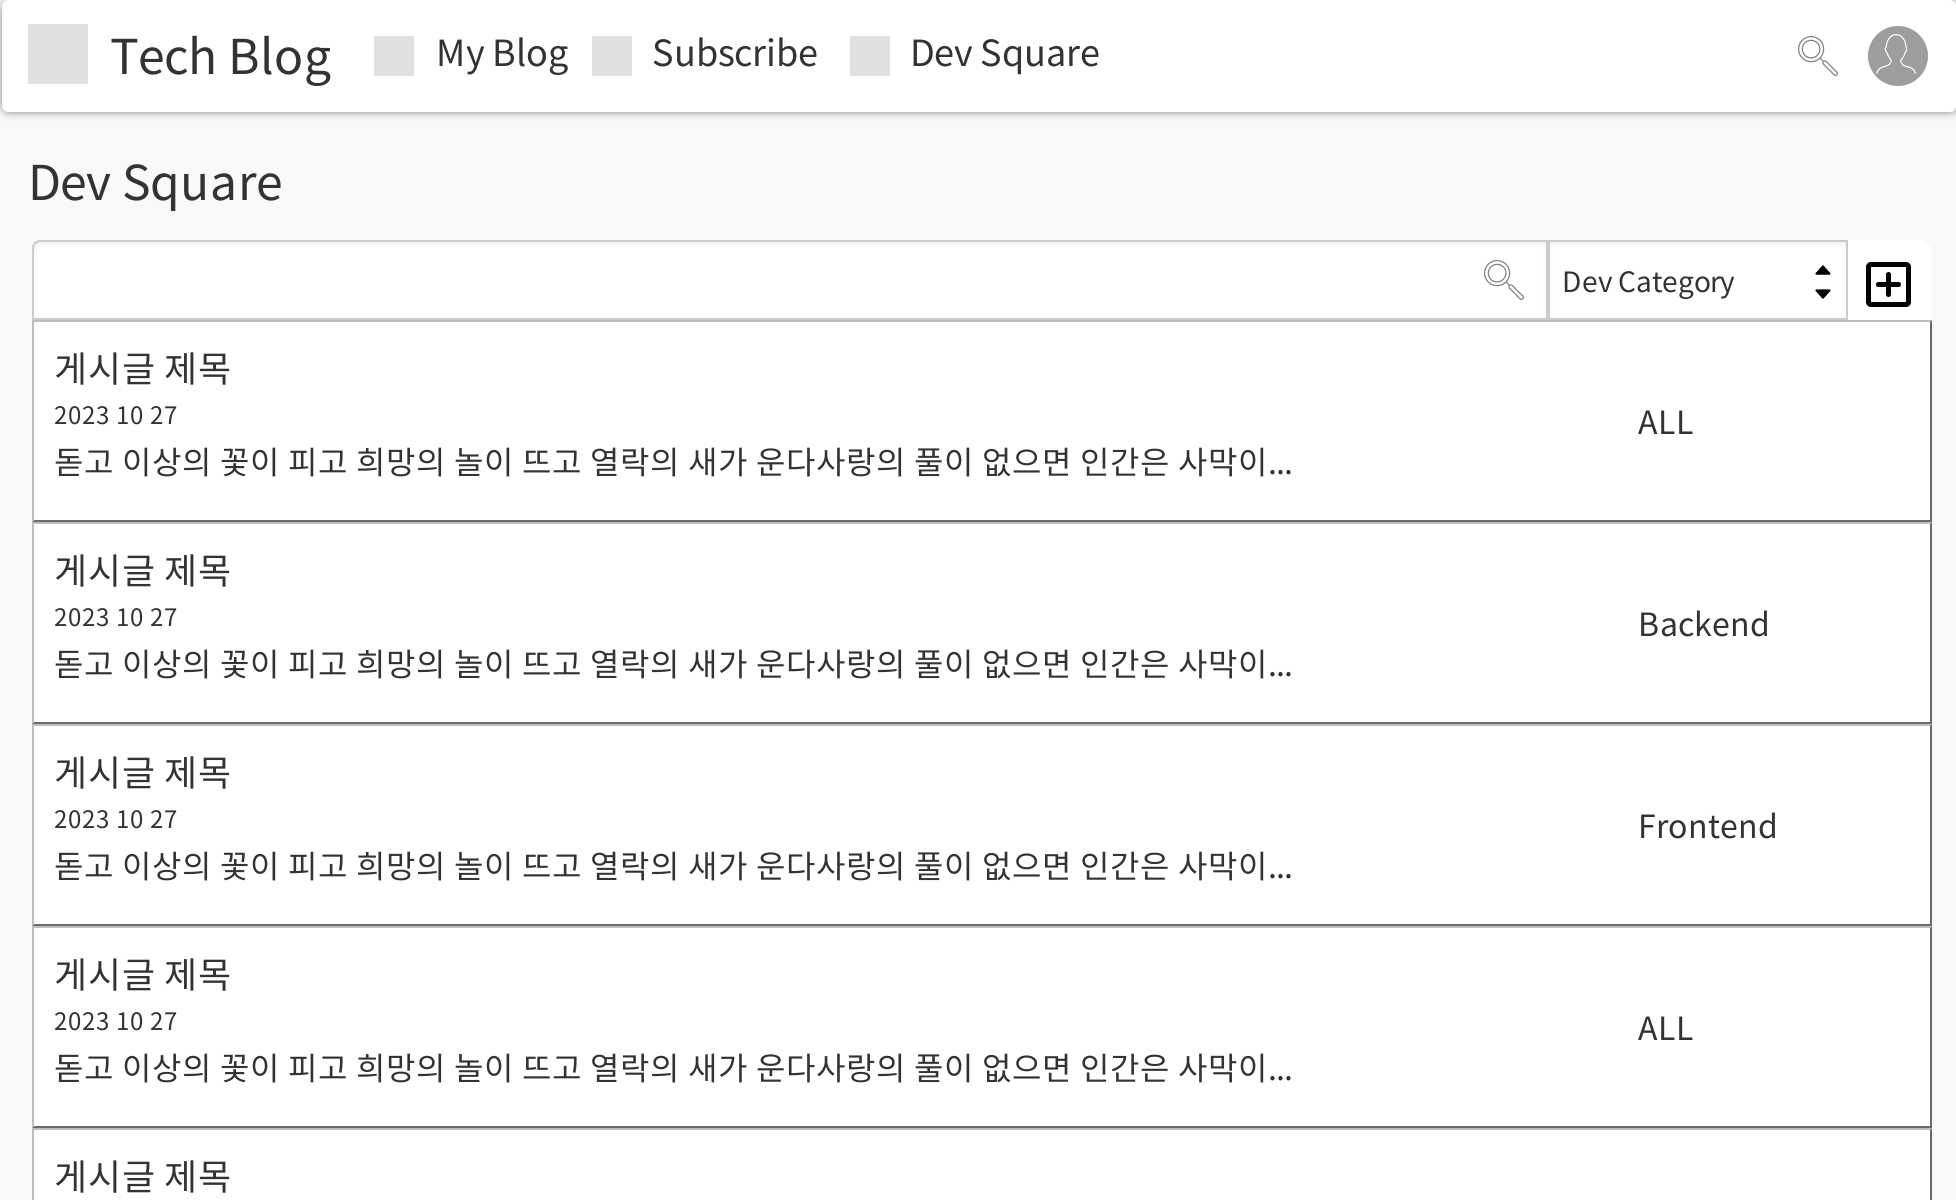 Tech Blog My Blog Subscribe Dev Square
Dev Square
Dev Category
게시글 제목
2023 10 27
ALL
돋고 이상의 꽃이 피고 희망의 놀이 뜨고 열락의 새가 운다사랑의 풀이 없으면 인간은 사막이...
게시글 제목
2023 10 27
Backend
돋고 이상의 꽃이 피고 희망의 놀이 뜨고 열락의 새가 운다사랑의 풀이 없으면 인간은 사막이...
게시글 제목
2023 10 27
Frontend
돋고 이상의 꽃이 피고 희망의 놀이 뜨고 열락의 새가 운다사랑의 풀이 없으면 인간은 사막이...
게시글 제목
2023 10 27
ALL
돋고 이상의 꽃이 피고 희망의 놀이 뜨고 열락의 새가 운다사랑의 풀이 없으면 인간은 사막이...
게시글 제목